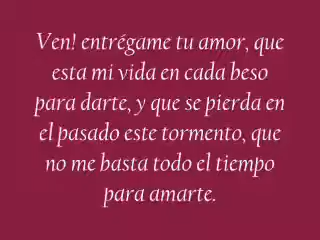 Ven! entrégame tu amor, que
esta mi vida en cada beso
para darte, y que se pierda en
el pasado este tormento, que
no me basta todo el tiempo
para amarte.